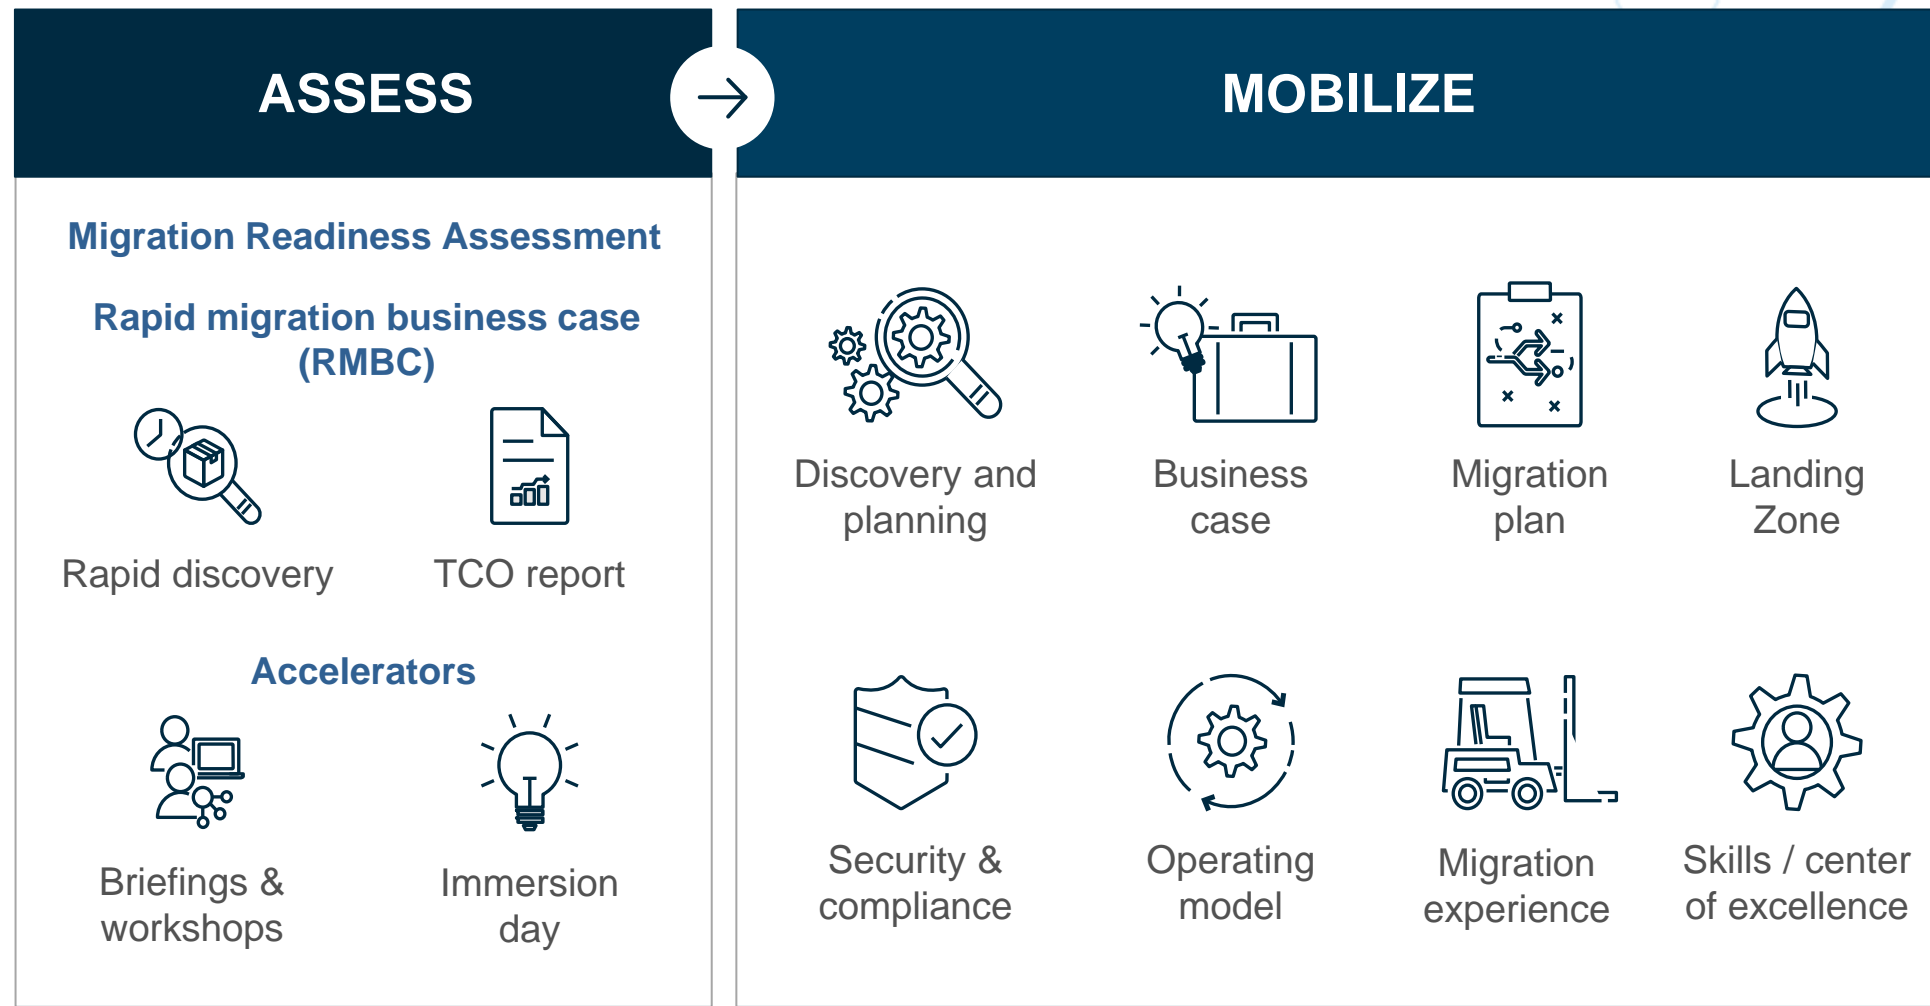 ASSESS
MOBILIZE
Migration Readiness Assessment
Rapid migration business case
(RMBC)
Rapid discovery
TCO report
Accelerators
Briefings &
workshops
Immersion
day
Discovery and
planning
Business
case
Migration
plan
Landing
Zone
Security &
compliance
Operating
model
Migration
experience
Skills / center
of excellence